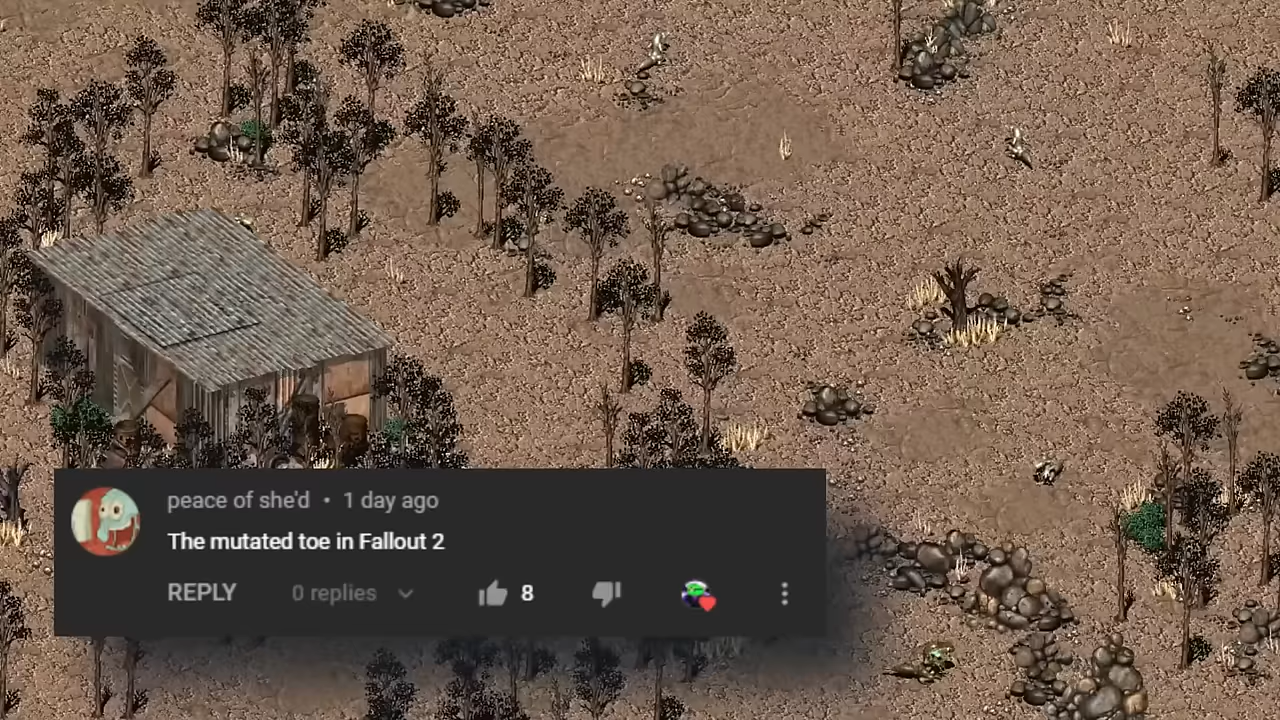 peace of she'd • 1 day ago
The mutated toe in Fallout 2
REPLY 0 replies 8